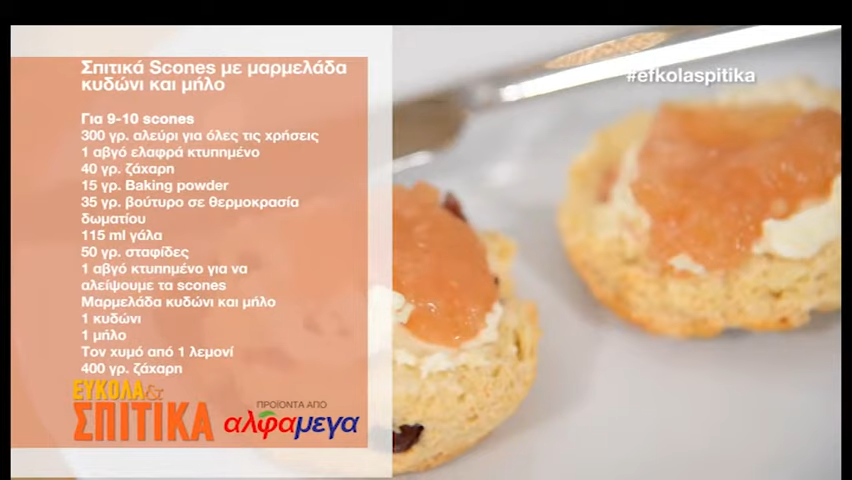 Σπιτικά Scones με μαρμελάδα
κυδώνι και μήλο
#efkolaspitika
Για 9-10 scones
300 γρ. αλεύρι για όλες τις χρήσεις
1 αβγό ελαφρά κτυπημένο
40 γρ. ζάχαρη
15 γρ. Baking powder
35 γρ. βούτυρο σε θερμοκρασία
δωματίου
115 ml γάλα
50 γρ. σταφίδες
1 αβγό κτυπημένο για να
αλείψουμε τα scones
Μαρμελάδα κυδώνι και μήλο
1 κυδώνι
1 μήλο
Τον χυμό από 1 λεμονί
400 γρ. ζάχαρη
ΕΥΚΟΛΑ&
ΣΠΙΤΙΚΑ
ΠΡΟΪΟΝΤΑ ΑΠΟ
αλφαμεγα